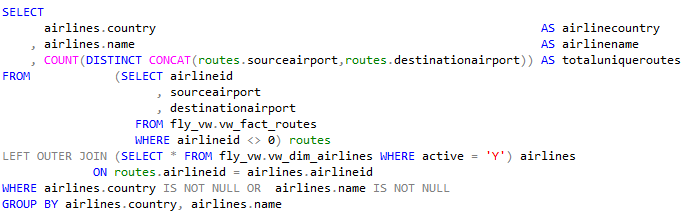 SELECT
      airlines.country                                                        AS airlinecountry
    , airlines.name                                                           AS airlinename
    , COUNT(DISTINCT CONCAT(routes.sourceairport,routes.destinationairport)) AS totaluniqueroutes
FROM            (SELECT airlineid
                      , sourceairport
                      , destinationairport
                   FROM fly_vw.vw_fact_routes
                   WHERE airlineid <> 0) routes
LEFT OUTER JOIN (SELECT * FROM fly_vw.vw_dim_airlines WHERE active = 'Y') airlines
             ON routes.airlineid = airlines.airlineid
WHERE airlines.country IS NOT NULL OR  airlines.name IS NOT NULL
GROUP BY airlines.country, airlines.name